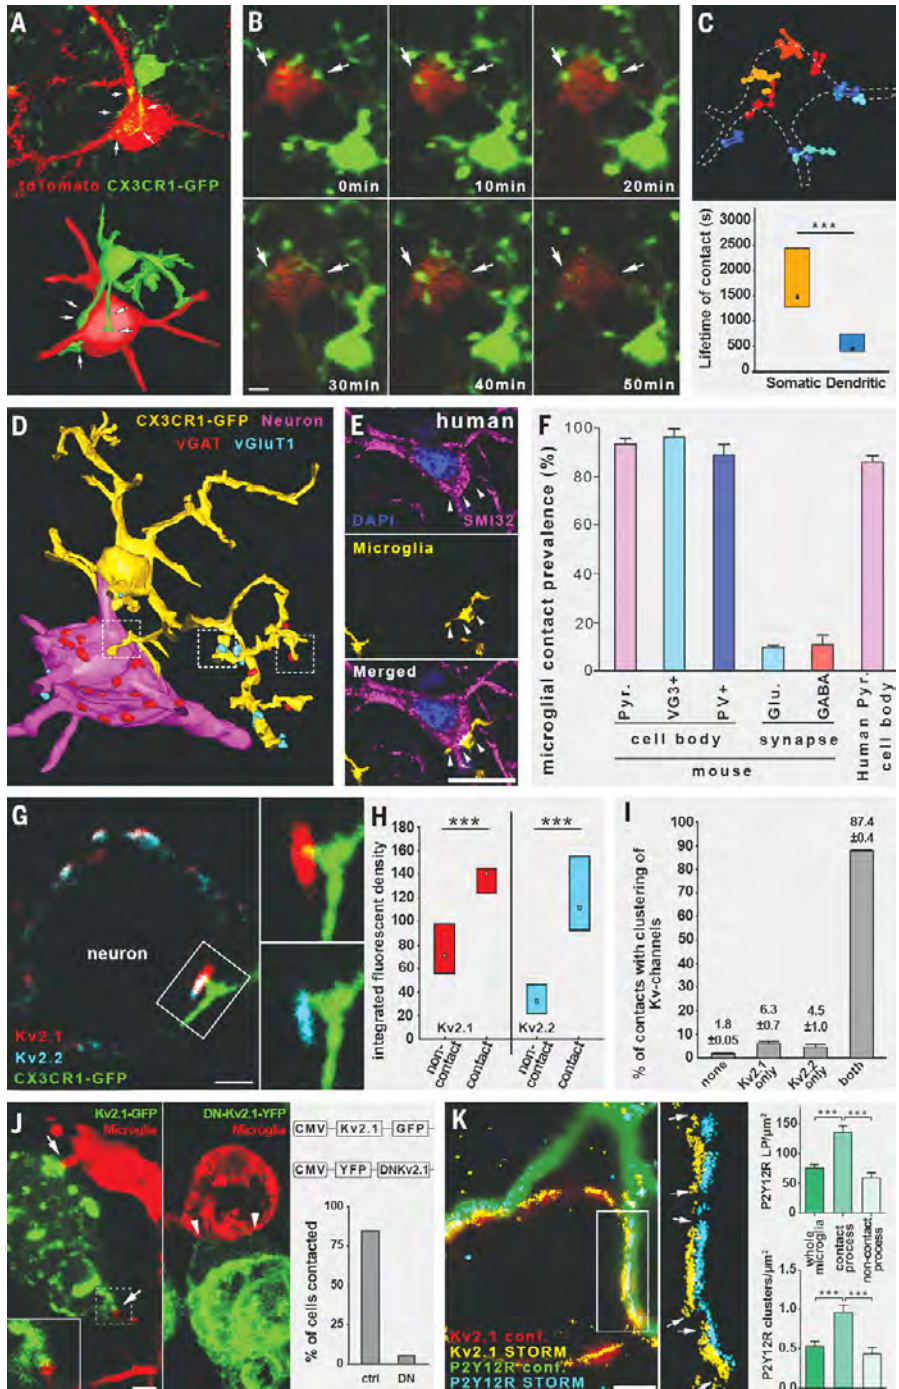 A
tdTomato CX3CR1-GFP
B
0min
10min
20min
30min
40min
50min
C
Lifetime of contact (s)
3000
2500
2000
1500
1000
500
0
***
Somatic Dendritic
D
CX3CR1-GFP Neuron
vGAT vGluT1
E
human
DAPI SMI32
Microglia
Merged
F
microglial contact prevalence (%)
100
80
60
40
20
0
Pyr.
VG3+
PV+
Glu.
GABA
Human Pyr.
cell body
cell body
synapse
mouse
G
neuron
Kv2.1
Kv2.2
CX3CR1-GFP
H
integrated fluorescent density
180
160
140
120
100
80
60
40
20
0
***
***
Kv2.1
Kv2.2
non-
contact
contact
non-
contact
contact
I
% of contacts with clustering of
Kv-channels
100
90
80
70
60
50
40
30
20
10
0
1.8
±0.05
6.3
±0.7
4.5
±1.0
87.4
±0.4
none
Kv2.1
only
Kv2.2
only
both
J
Kv2.1-GFP
Microglia
DN-Kv2.1-YFP
Microglia
CMV Kv2.1 GFP
CMV YFP DNKv2.1
% of cells contacted
100
75
50
25
0
ctrl DN
K
Kv2.1 conf.
Kv2.1 STORM
P2Y12R conf.
P2Y12R STORM
P2Y12R LP/µm²
150
100
50
0
*** ***
whole
microglia
contact
process
non-contact
process
P2Y12R clusters/µm²
1.5
1.0
0.5
0.0
*** ***